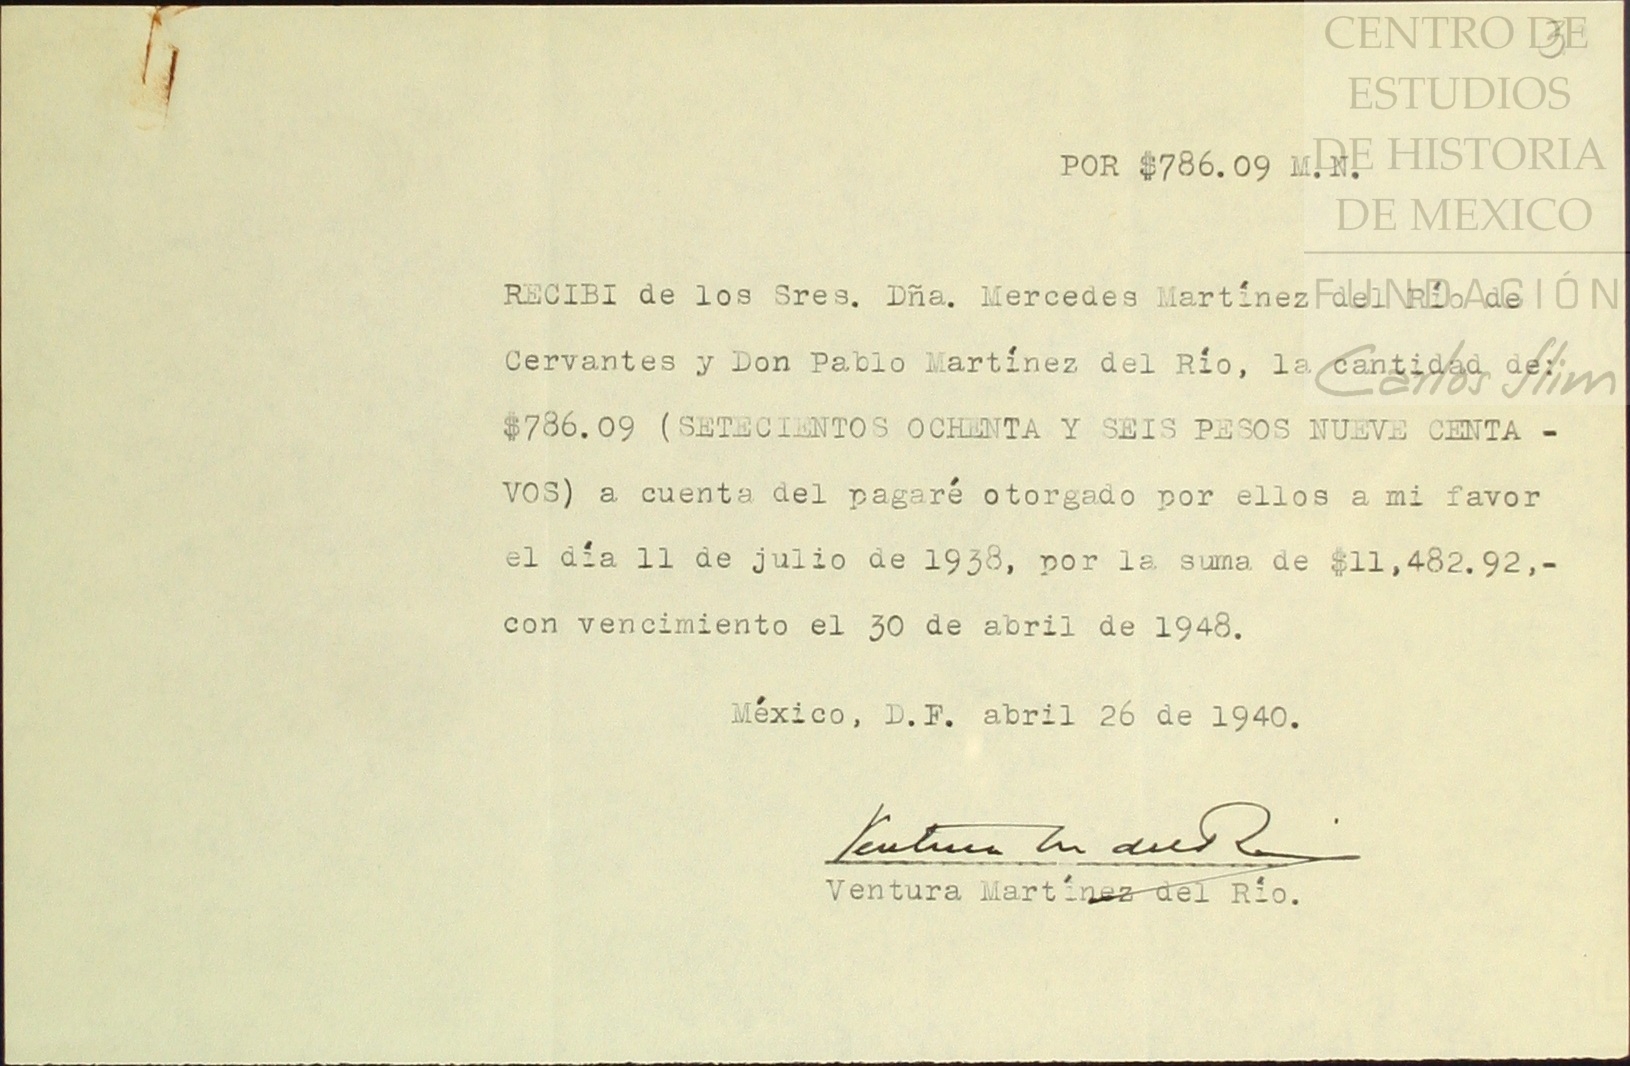 CENTRO DE
ESTUDIOS
DE HISTORIA
DE MEXICO
FUNDACIÓN
Carlos Slim
3
POR $786.09 M.N.
RECIBI de los Sres. Dña. Mercedes Martínez del Río de
Cervantes y Don Pablo Martínez del Río, la cantidad de:
$786.09 (SETECIENTOS OCHENTA Y SEIS PESOS NUEVE CENTA -
VOS) a cuenta del pagaré otorgado por ellos a mi favor
el día 11 de julio de 1938, por la suma de $11,482.92,-
con vencimiento el 30 de abril de 1948.
México, D.F. abril 26 de 1940.
Ventura M del Rio
Ventura Martínez del Río.